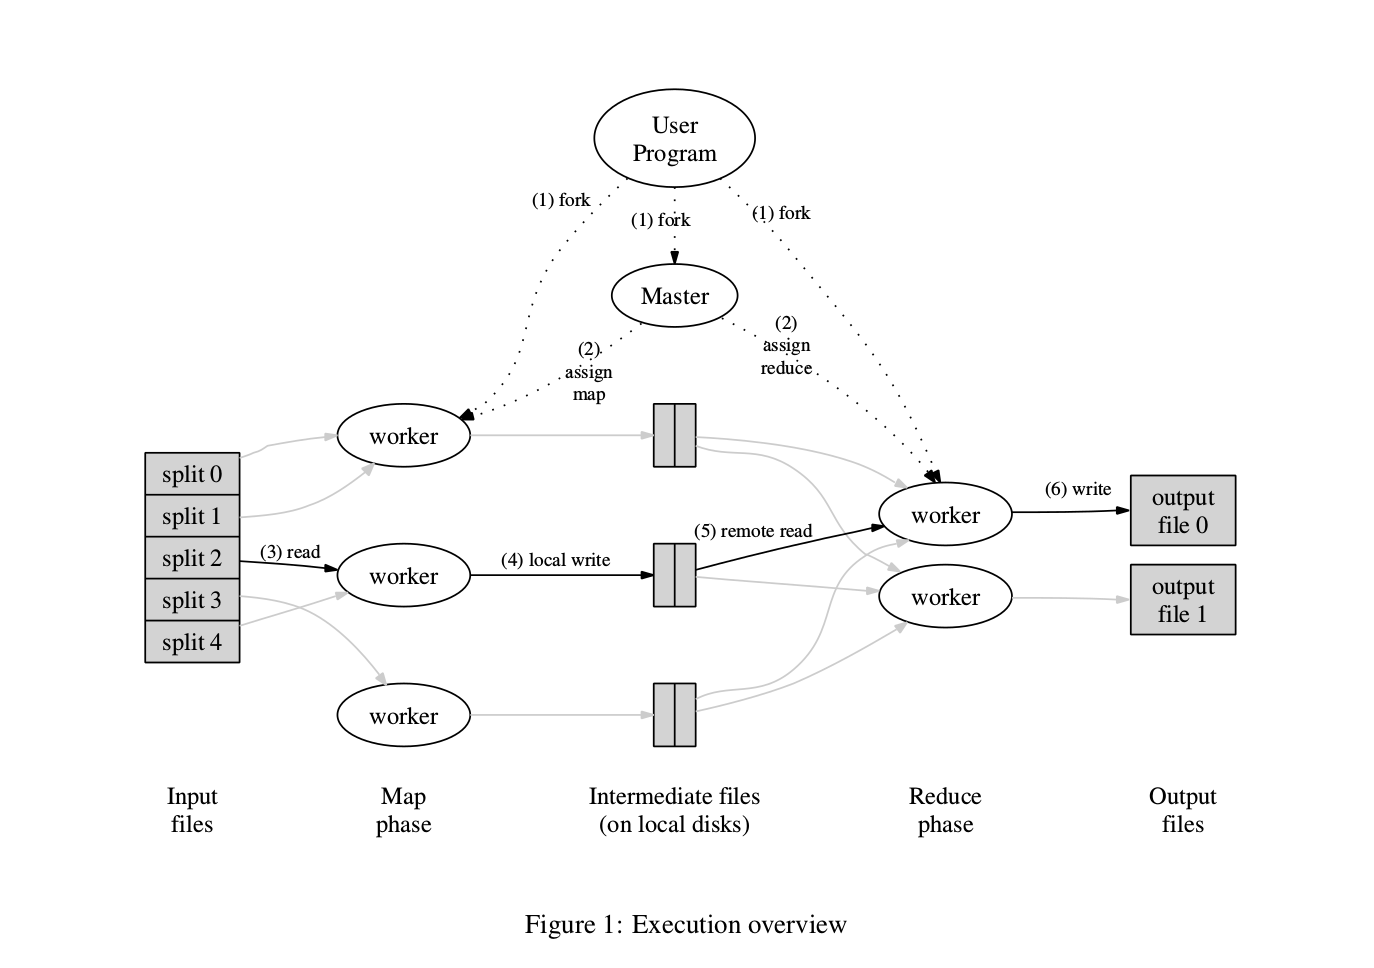 User
Program
(1) fork
(1) fork
(1) fork
Master
(2)
assign
map
(2)
assign
reduce
worker
split 0
split 1
split 2
split 3
split 4
(3) read
worker
(4) local write
(5) remote read
worker
(6) write
output
file 0
worker
output
file 1
worker
Input
files
Map
phase
Intermediate files
(on local disks)
Reduce
phase
Output
files
Figure 1: Execution overview